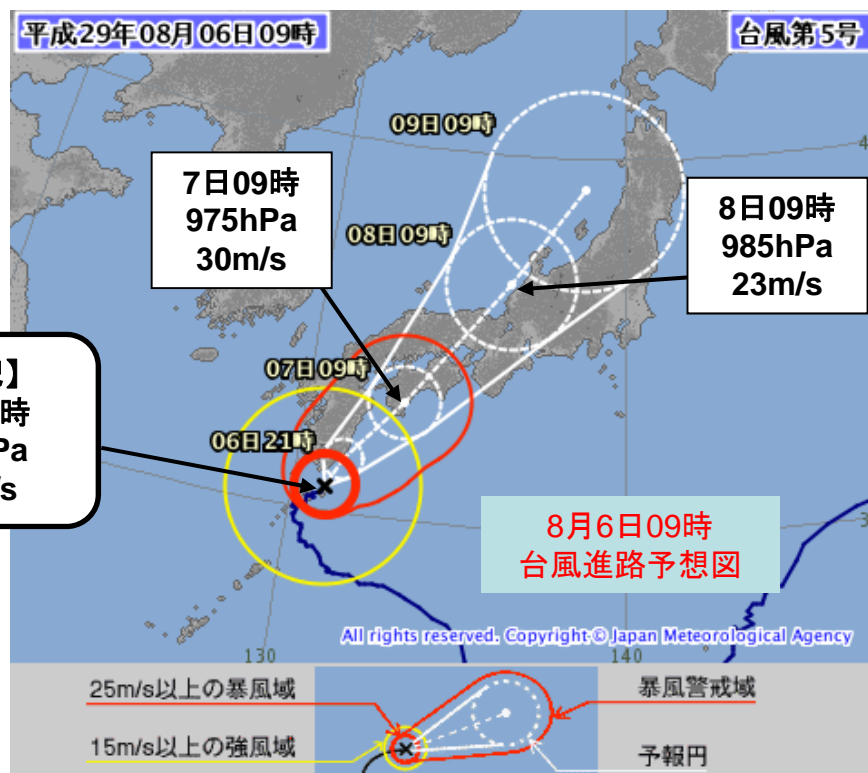 平成29年08月06日09時
台風第5号
09日09時
7日09時
975hPa
30m/s
08日09時
8日09時
985hPa
23m/s
07日09時
06日21時
8月6日09時
台風進路予想図
All rights reserved. Copyright © Japan Meteorological Agency
130
140
25m/s以上の暴風域
暴風警戒域
15m/s以上の強風域
予報円